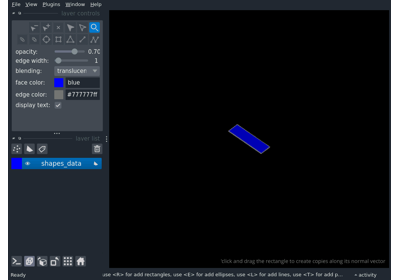 File View Plugins Window Help
layer controls
opacity: 0.70
edge width: 1
blending: translucen
face color: blue
edge color: #777777ff
display text:
layer list
shapes_data
click and drag the rectangle to create copies along its normal vector
Ready use <R> for add rectangles, use <E> for add ellipses, use <L> for add lines, use <T> for add p... activity